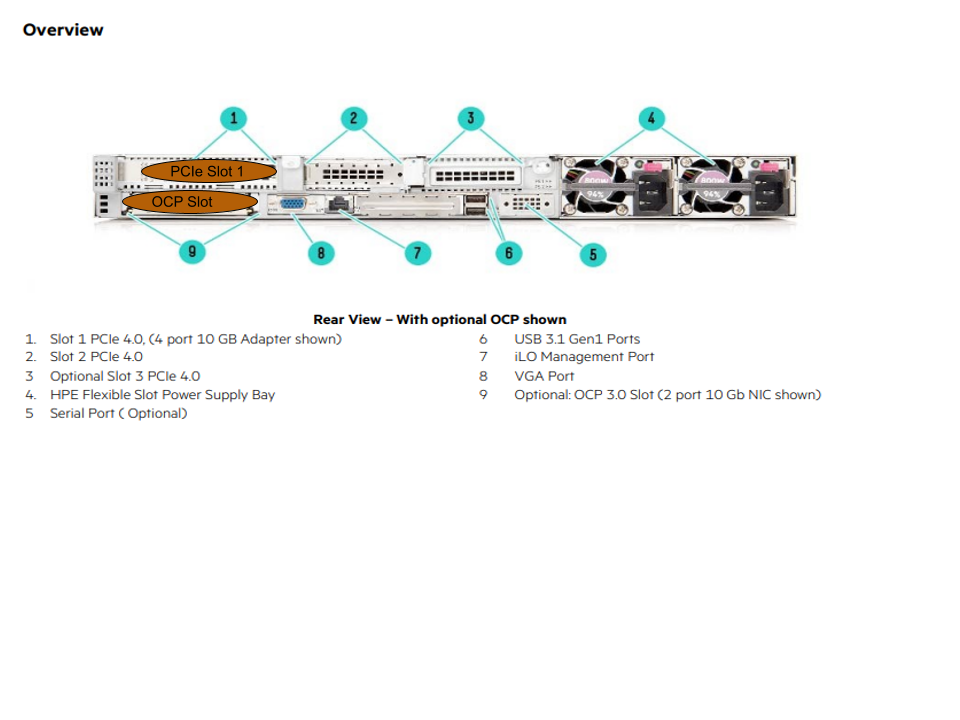 Overview
1 2 3 4
PCIe Slot 1
OCP Slot
800W 800W
94% 94%
9 8 7 6 5
Rear View – With optional OCP shown
1. Slot 1 PCIe 4.0, (4 port 10 GB Adapter shown)
2. Slot 2 PCIe 4.0
3 Optional Slot 3 PCIe 4.0
4. HPE Flexible Slot Power Supply Bay
5 Serial Port ( Optional)
6 USB 3.1 Gen1 Ports
7 iLO Management Port
8 VGA Port
9 Optional: OCP 3.0 Slot (2 port 10 Gb NIC shown)